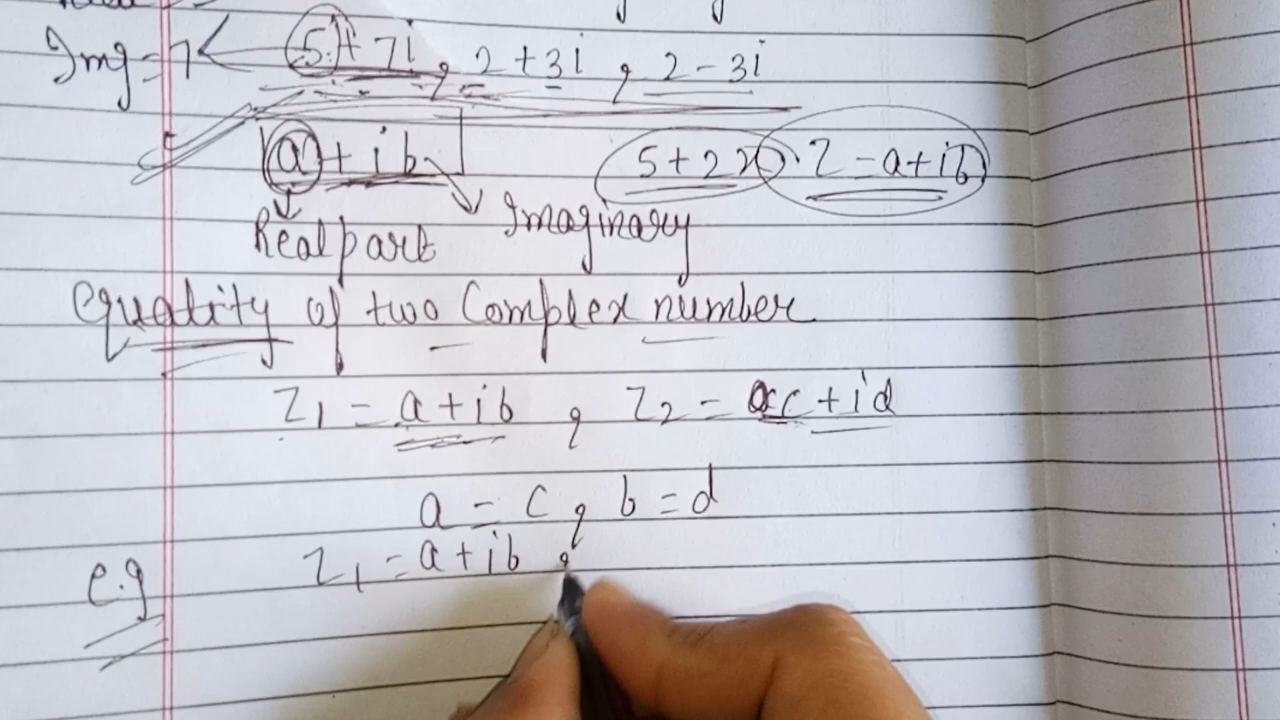 Img = 7 5 + 7i, 2 + 3i, 2 - 3i
a + ib 5 + 2x Z = a + ib
Real part Imaginary
Equality of two Complex number
Z1 = a + ib, Z2 = c + id
a = c, b = d
e.g Z1 = a + ib,